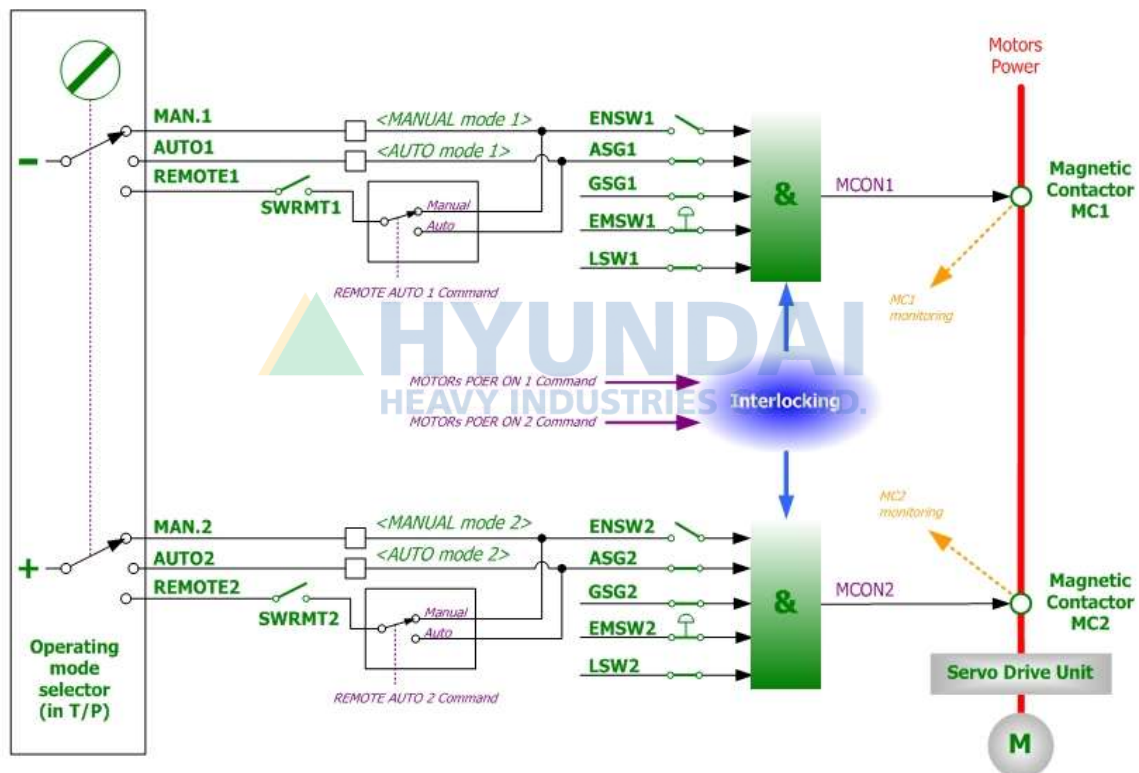 Motors
Power
MAN.1
<MANUAL mode 1>
ENSW1
AUTO1
<AUTO mode 1>
ASG1
REMOTE1
SWRMT1
Manual
Auto
GSG1
EMSW1
LSW1
&
MCON1
Magnetic
Contactor
MC1
REMOTE AUTO 1 Command
MC1
monitoring
HYUNDAI
HEAVY INDUSTRIES CO., LTD.
MOTORs POER ON 1 Command
MOTORs POER ON 2 Command
Interlocking
MC2
monitoring
MAN.2
<MANUAL mode 2>
ENSW2
AUTO2
<AUTO mode 2>
ASG2
REMOTE2
SWRMT2
Manual
Auto
GSG2
EMSW2
LSW2
&
MCON2
Magnetic
Contactor
MC2
REMOTE AUTO 2 Command
Operating
mode
selector
(in T/P)
Servo Drive Unit
M